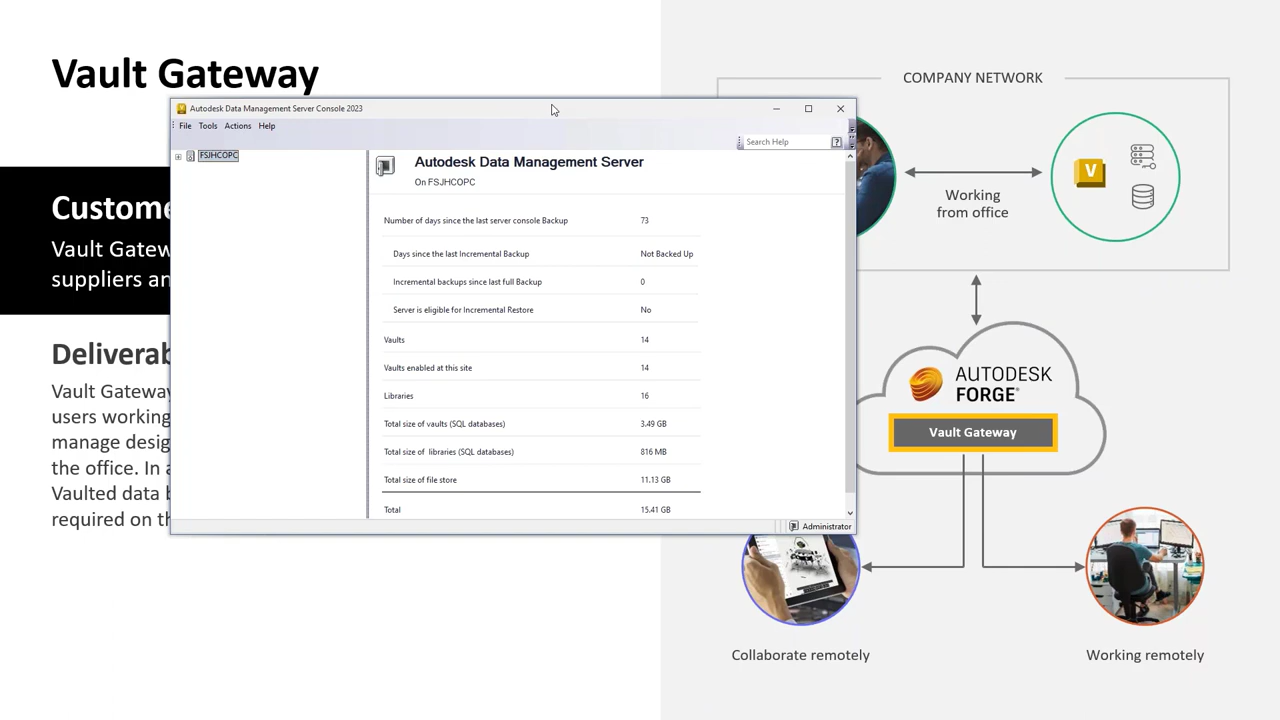 Vault Gateway
Custome
Vault Gatew
suppliers an
Deliverab
Vault Gateway
users working
manage desig
the office. In a
Vaulted data b
required on th
Autodesk Data Management Server Console 2023
File Tools Actions Help
Search Help
FSJHCOPC
Autodesk Data Management Server
On FSJHCOPC
Number of days since the last server console Backup 73
Days since the last Incremental Backup Not Backed Up
Incremental backups since last full Backup 0
Server is eligible for Incremental Restore No
Vaults 14
Vaults enabled at this site 14
Libraries 16
Total size of vaults (SQL databases) 3.49 GB
Total size of libraries (SQL databases) 816 MB
Total size of file store 11.13 GB
Total 15.41 GB
Administrator
COMPANY NETWORK
Working
from office
V
AUTODESK
FORGE®
Vault Gateway
Collaborate remotely
Working remotely